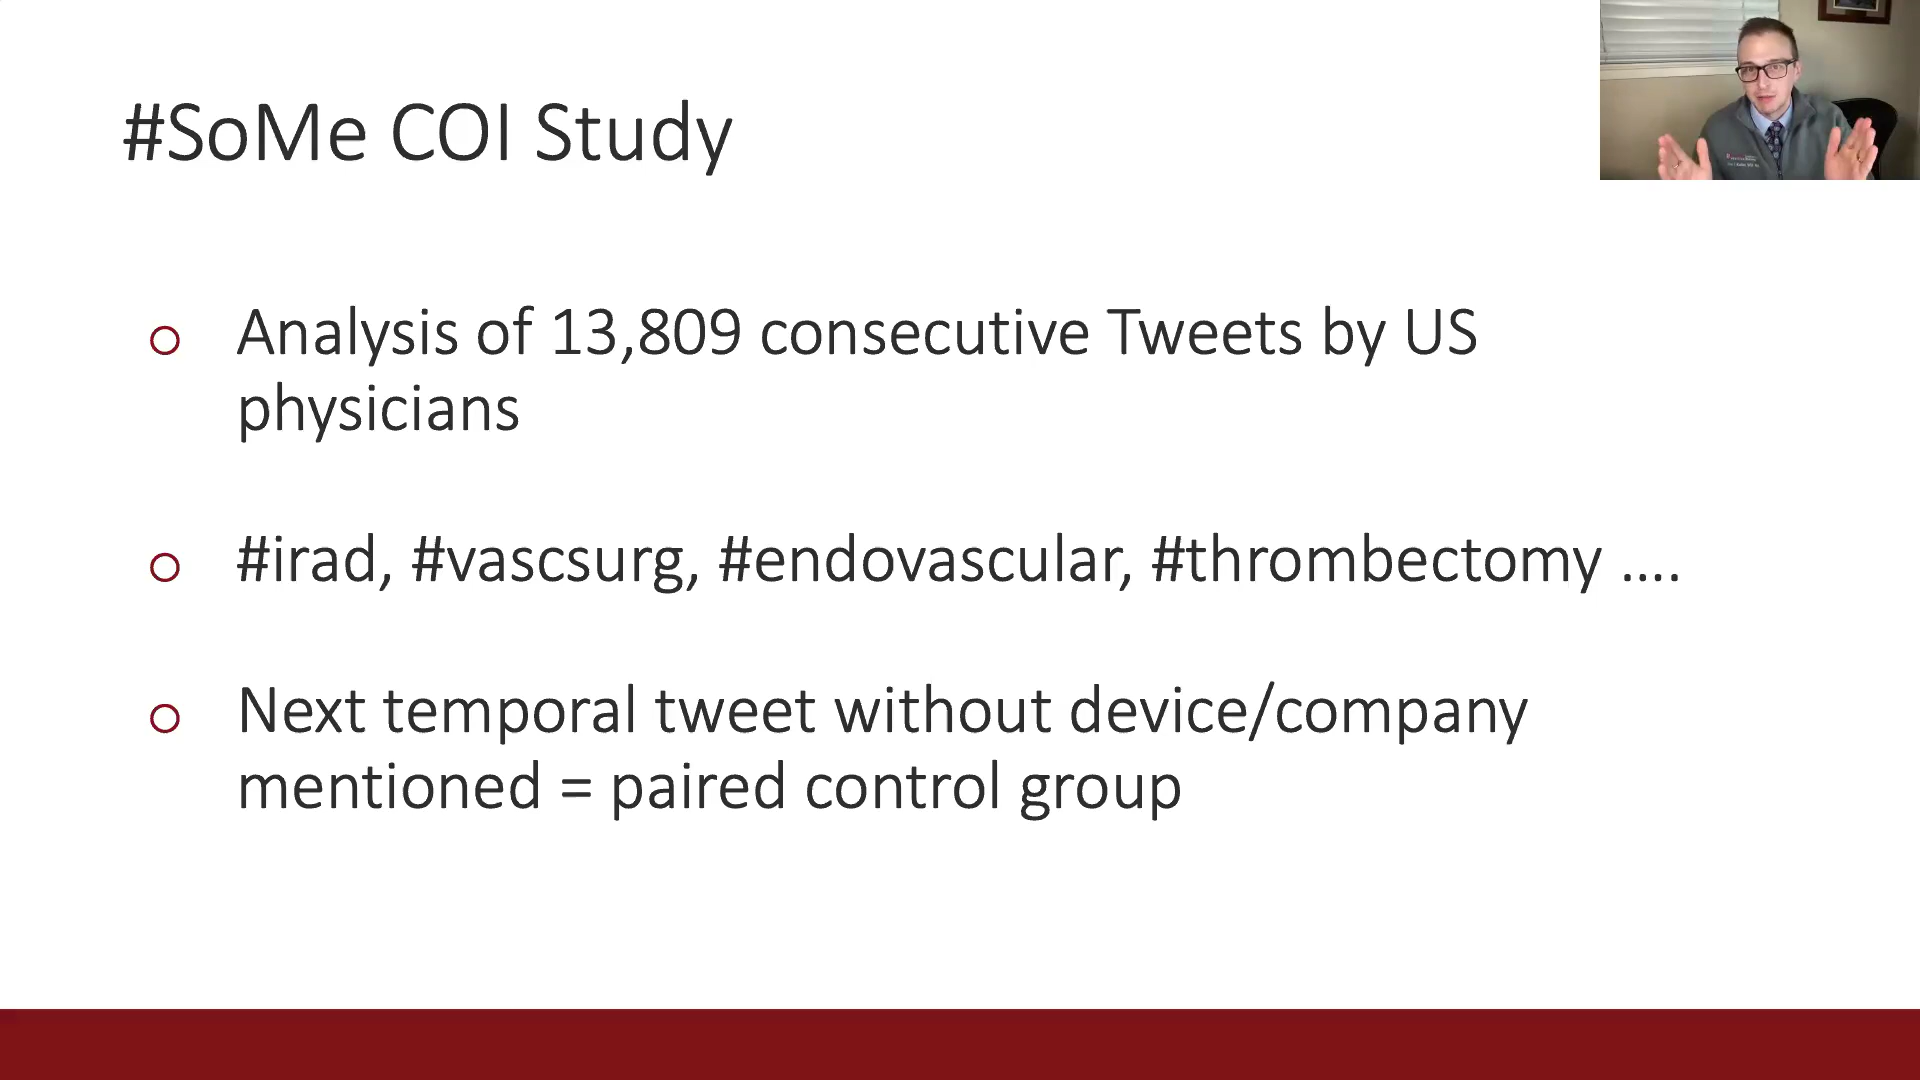 #SoMe COI Study
Analysis of 13,809 consecutive Tweets by US
physicians
#irad, #vascsurg, #endovascular, #thrombectomy ....
Next temporal tweet without device/company
mentioned = paired control group